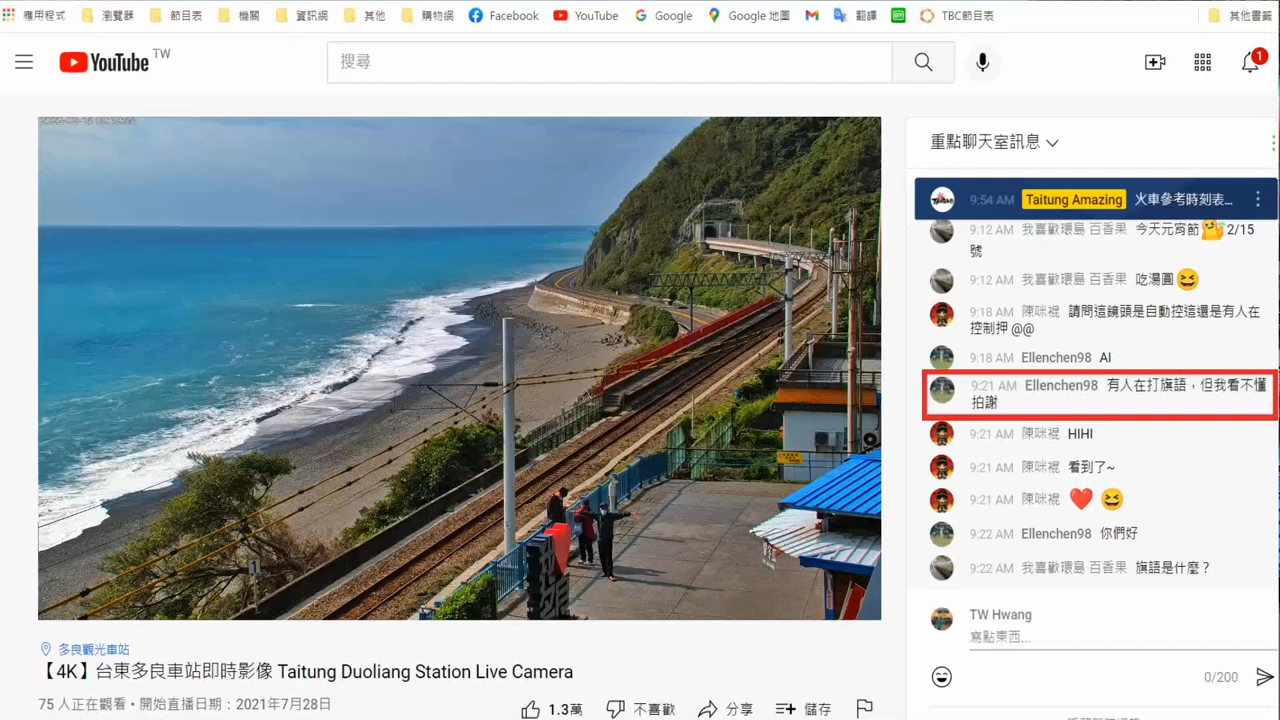 應用程式 瀏覽器 節目表 機關 資訊網 其他 購物網 Facebook YouTube Google Google 地圖 翻譯 TBC節目表 其他書籤
YouTube TW
搜尋
1
多良觀光車站
【4K】台東多良車站即時影像 Taitung Duoliang Station Live Camera
75 人正在觀看 • 開始直播日期：2021年7月28日
1.3萬 不喜歡 分享 儲存
重點聊天室訊息
9:54 AM Taitung Amazing 火車參考時刻表...
9:12 AM 我喜歡環島 百香果 今天元宵節🤗2/15
號
9:12 AM 我喜歡環島 百香果 吃湯圓😆
9:18 AM 陳咪裩 請問這鏡頭是自動控這還是有人在
控制押 @@
9:18 AM Ellenchen98 AI
9:21 AM Ellenchen98 有人在打旗語，但我看不懂
拍謝
9:21 AM 陳咪裩 HIHI
9:21 AM 陳咪裩 看到了~
9:21 AM 陳咪裩 ❤️ 😆
9:22 AM Ellenchen98 你們好
9:22 AM 我喜歡環島 百香果 旗語是什麼？
TW Hwang
寫點東西...
0/200